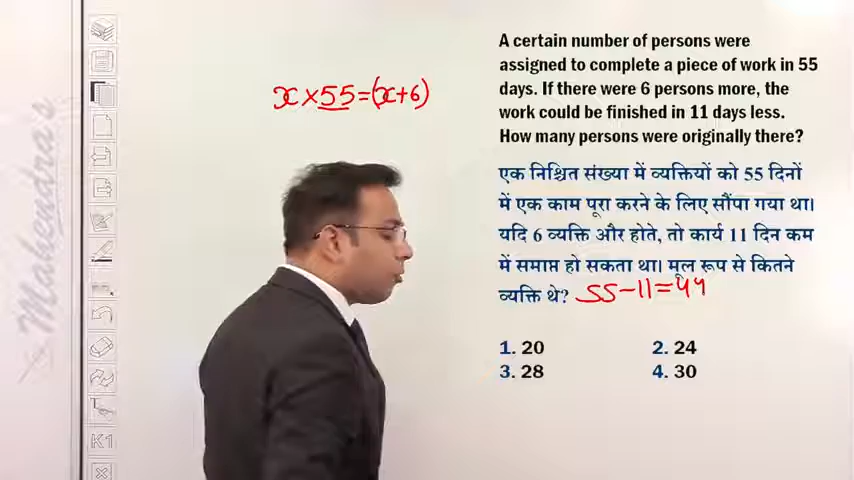 A certain number of persons were
assigned to complete a piece of work in 55
days. If there were 6 persons more, the
work could be finished in 11 days less.
How many persons were originally there?
x×55=(x+6)
एक निश्चित संख्या में व्यक्तियों को 55 दिनों
में एक काम पूरा करने के लिए सौंपा गया था।
यदि 6 व्यक्ति और होते, तो कार्य 11 दिन कम
में समाप्त हो सकता था। मूल रूप से कितने
व्यक्ति थे? 55-11=44
1. 20 2. 24
3. 28 4. 30
Mahendra's
K1